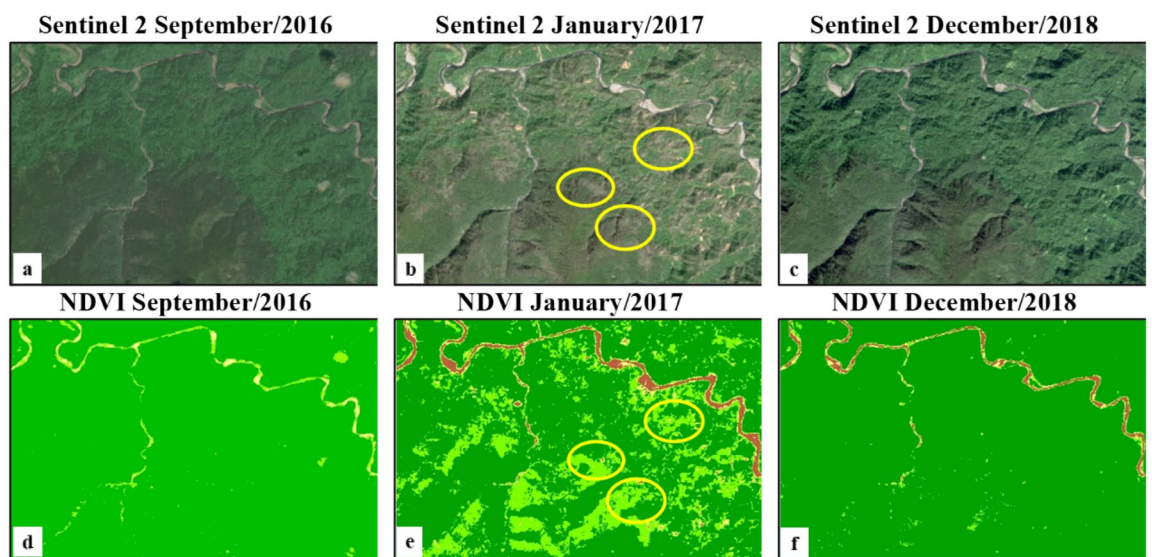 Sentinel 2 September/2016
Sentinel 2 January/2017
Sentinel 2 December/2018
a
b
c
NDVI September/2016
NDVI January/2017
NDVI December/2018
d
e
f